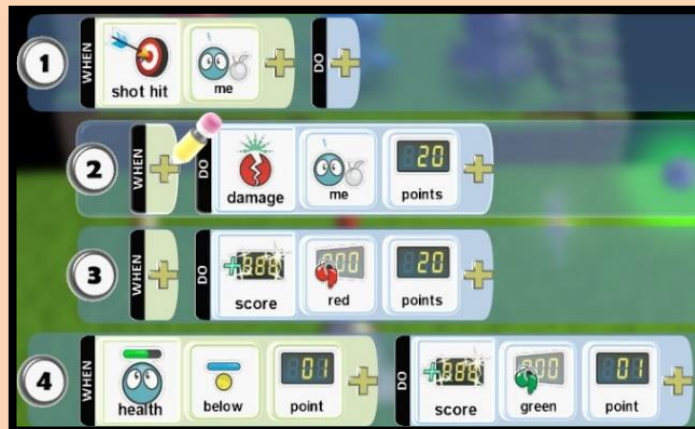 1 WHEN shot hit me DO
2 WHEN DO damage me 20 points
3 WHEN DO score red 20 points
4 WHEN health below 01 point DO score green 01 point